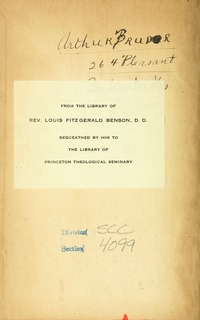 Arthur Bruder
264 Pleasant
FROM THE LIBRARY OF
REV. LOUIS FITZGERALD BENSON, D. D.
BEQUEATHED BY HIM TO
THE LIBRARY OF
PRINCETON THEOLOGICAL SEMINARY
Division SCC
Section 4099